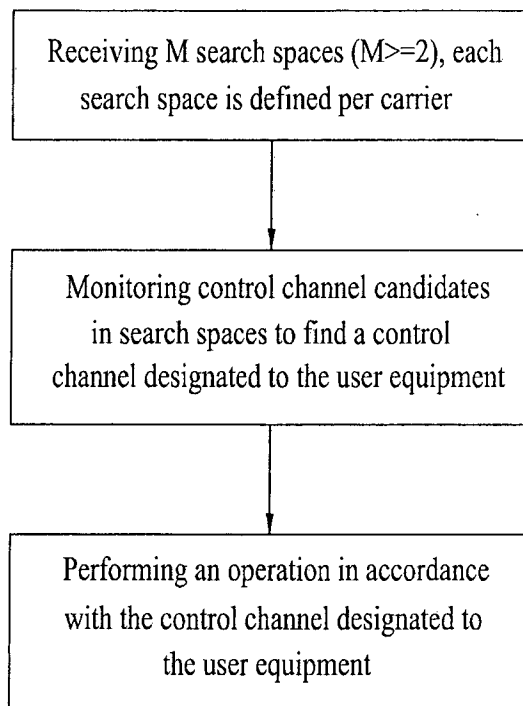 Receiving M search spaces (M>=2), each
search space is defined per carrier
Monitoring control channel candidates
in search spaces to find a control
channel designated to the user equipment
Performing an operation in accordance
with the control channel designated to
the user equipment